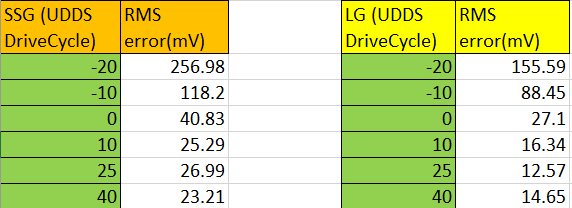 SSG (UDDS RMS LG (UDDS RMS
DriveCycle) error(mV) DriveCycle) error(mV)
-20 256.98 -20 155.59
-10 118.2 -10 88.45
0 40.83 0 27.1
10 25.29 10 16.34
25 26.99 25 12.57
40 23.21 40 14.65